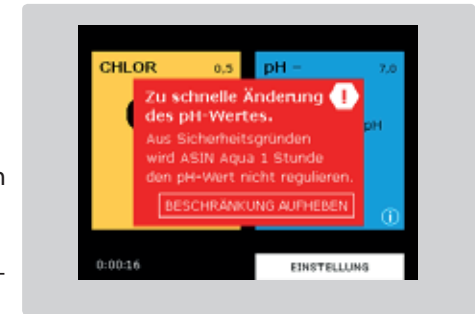 CHLOR 0,5 pH – 7,0
Zu schnelle Änderung !
des pH-Wertes.
pH
Aus Sicherheitsgründen
wird ASIN Aqua 1 Stunde
den pH-Wert nicht regulieren.
BESCHRÄNKUNG AUFHEBEN
i
0:00:16 EINSTELLUNG